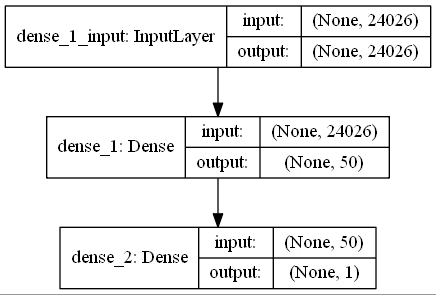 dense_1_input: InputLayer
input: (None, 24026)
output: (None, 24026)
dense_1: Dense
input: (None, 24026)
output: (None, 50)
dense_2: Dense
input: (None, 50)
output: (None, 1)